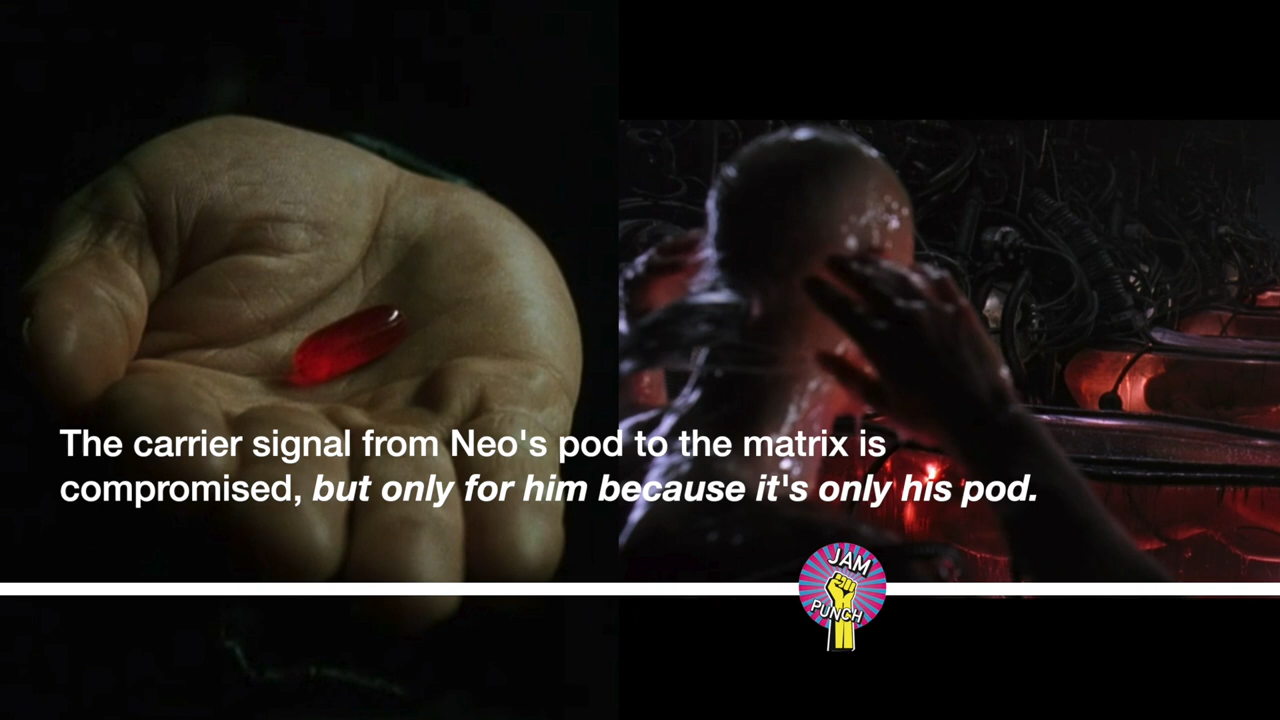 The carrier signal from Neo's pod to the matrix is
compromised, but only for him because it's only his pod.
JAM
PUNCH